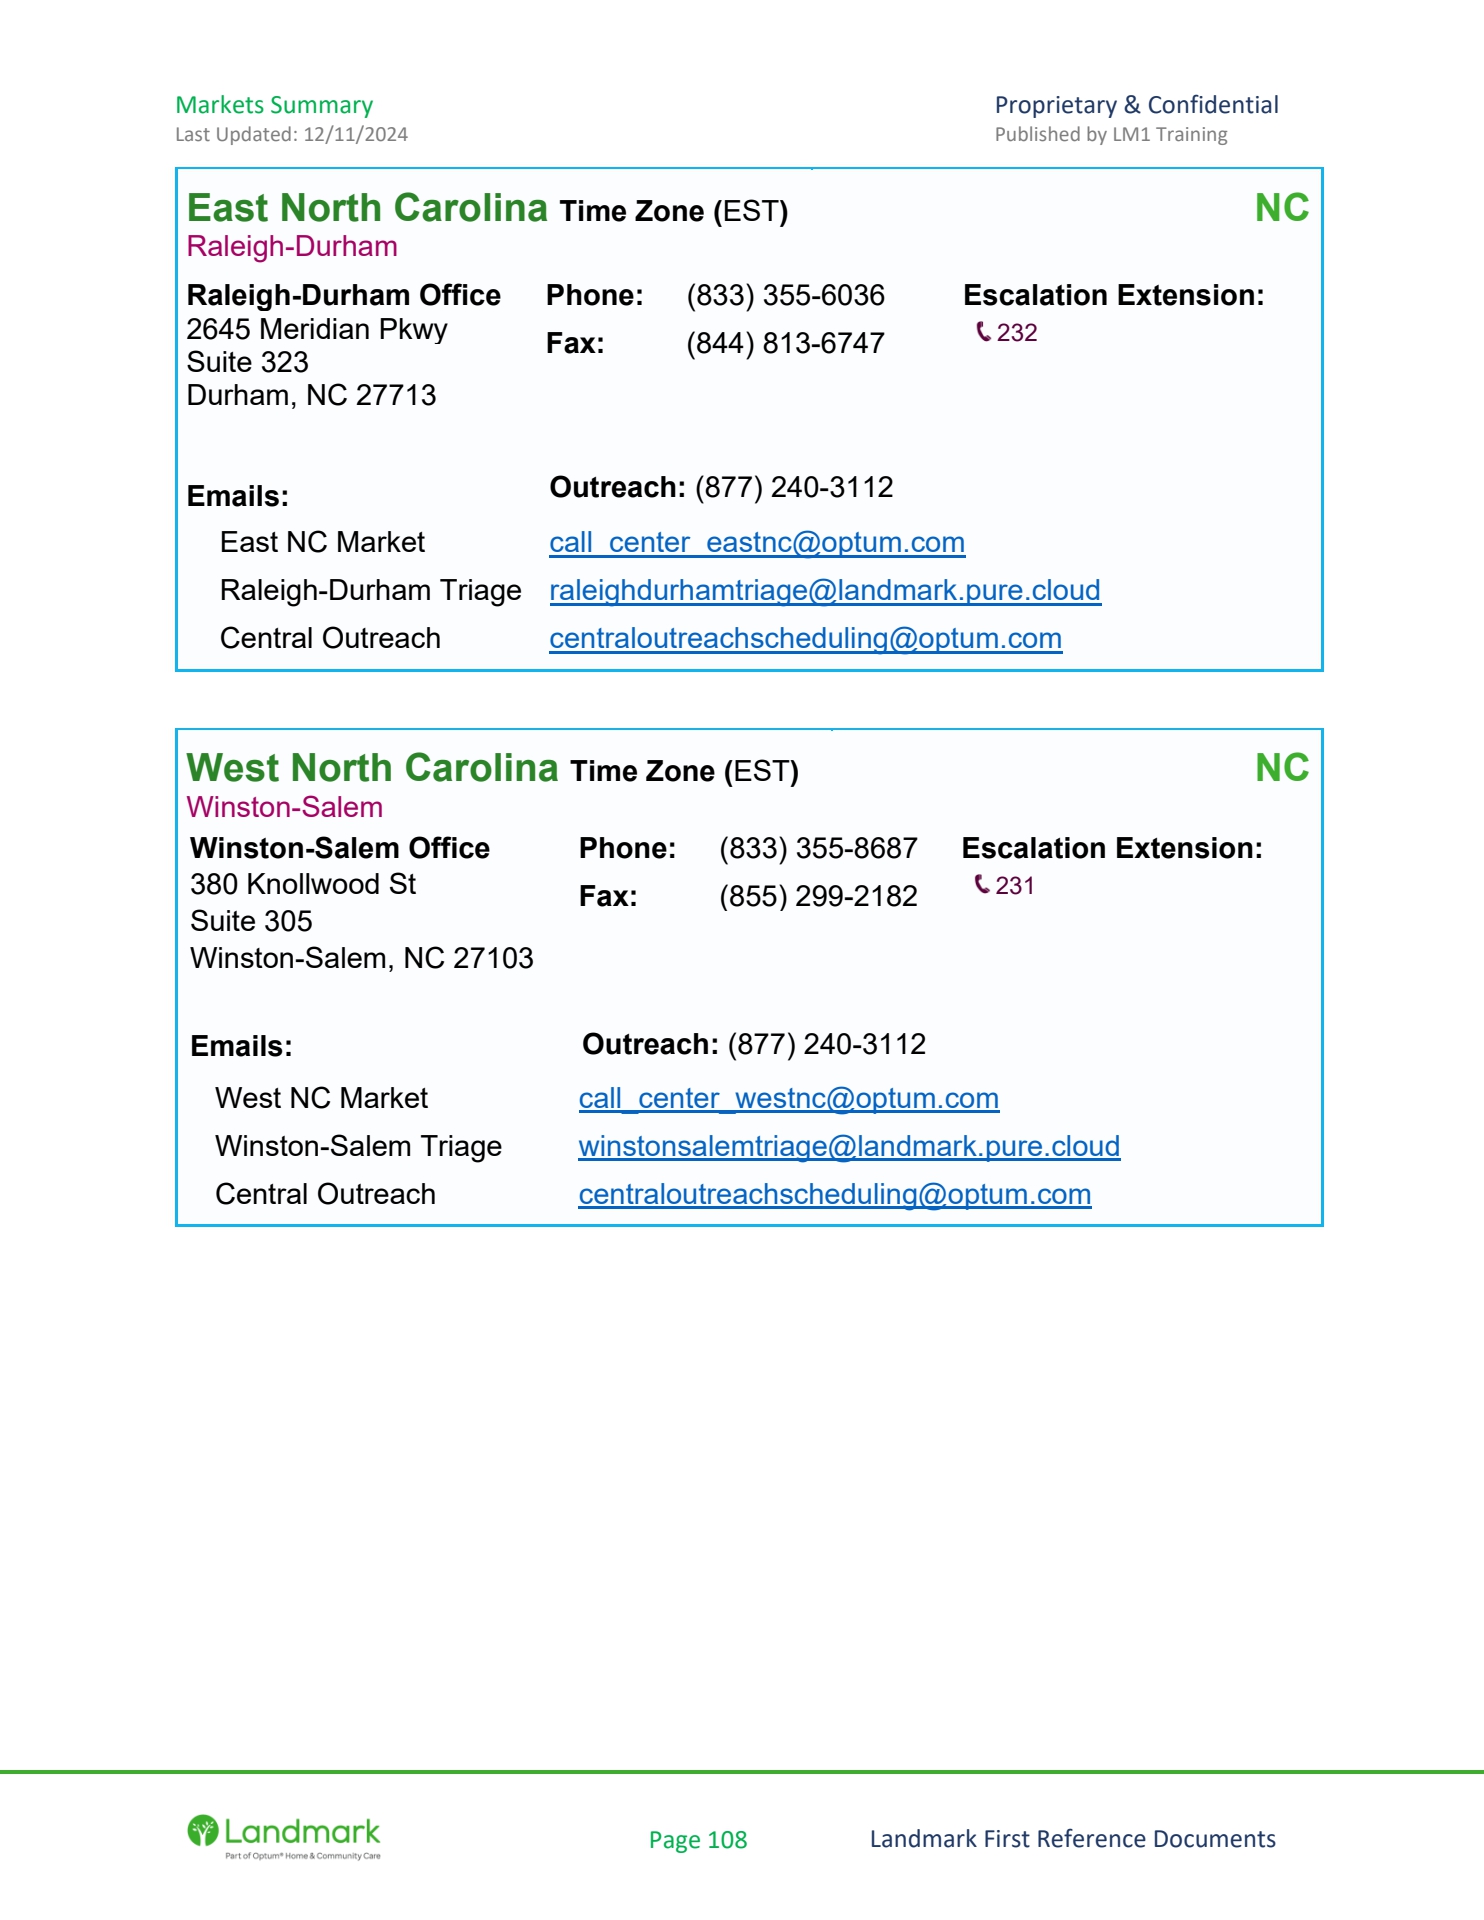 Markets Summary Proprietary & Confidential
Last Updated: 12/11/2024 Published by LM1 Training
East North Carolina Time Zone (EST) NC
Raleigh-Durham
Raleigh-Durham Office Phone: (833) 355-6036 Escalation Extension:
2645 Meridian Pkwy 232
Suite 323 Fax: (844) 813-6747
Durham, NC 27713
Emails: Outreach: (877) 240-3112
East NC Market call_center_eastnc@optum.com
Raleigh-Durham Triage raleighdurhamtriage@landmark.pure.cloud
Central Outreach centraloutreachscheduling@optum.com
West North Carolina Time Zone (EST) NC
Winston-Salem
Winston-Salem Office Phone: (833) 355-8687 Escalation Extension:
380 Knollwood St Fax: (855) 299-2182 231
Suite 305
Winston-Salem, NC 27103
Emails: Outreach: (877) 240-3112
West NC Market call_center_westnc@optum.com
Winston-Salem Triage winstonsalemtriage@landmark.pure.cloud
Central Outreach centraloutreachscheduling@optum.com
Landmark
Part of Optum® Home & Community Care
Page 108 Landmark First Reference Documents